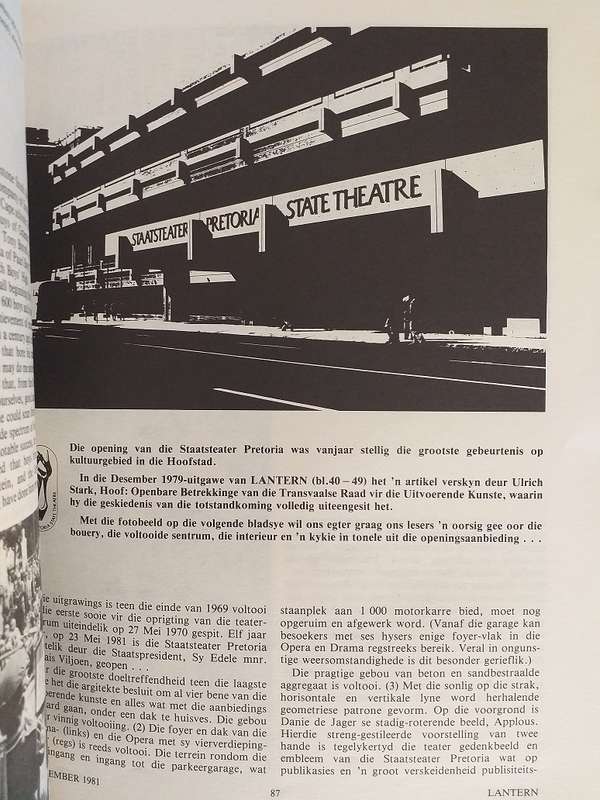 STAATSTEATER PRETORIA STATE THEATRE
Die opening van die Staatsteater Pretoria was vanjaar stellig die grootste gebeurtenis op
kultuurgebied in die Hoofstad.
In die Desember 1979-uitgawe van LANTERN (bl.40–49) het 'n artikel verskyn deur Ulrich
Stark, Hoof: Openbare Betrekkinge van die Transvaalse Raad vir die Uitvoerende Kunste, waarin
hy die geskiedenis van die totstandkoming volledig uiteengesit het.
Met die fotobeeld op die volgende bladsye wil ons egter graag ons lesers 'n oorsig gee oor die
bouery, die voltooide sentrum, die interieur en 'n kykie in tonele uit die openingsaanbieding . . .
uitgrawings is teen die einde van 1969 voltooi
eerste sooie vir die oprigting van die teater-
uiteindelik op 27 Mei 1970 gespit. Elf jaar
op 23 Mei 1981 is die Staatsteater Pretoria
deur die Staatspresident, Sy Edele mnr.
Viljoen, geopen . . .
die grootste doeltreffendheid teen die laagste
het die argitekte besluit om al vier bene van die
kunste en alles wat met die aanbiedings
gaan, onder een dak te huisves. Die gebou
vinnig voltooiing. (2) Die foyer en dak van die
(links) en die Opera met sy vierverdieping-
(regs) is reeds voltooi. Die terrein rondom die
ingang en ingang tot die parkeergarage, wat
staanplek aan 1 000 motorkarre bied, moet nog
opgeruim en afgewerk word. (Vanaf die garage kan
besoekers met ses hysers enige foyer-vlak in die
Opera en Drama regstreeks bereik. Veral in onguns-
tige weersomstandighede is dit besonder gerieflik.)
Die pragtige gebou van beton en sandbestraalde
aggregaat is voltooi. (3) Met die sonlig op die strak,
horisontale en vertikale lyne word herhalende
geometriese patrone gevorm. Op die voorgrond is
Danie de Jager se stadig-roterende beeld, Applous.
Hierdie streng-gestileerde voorstelling van twee
hande is tegelykertyd die teater gedenkbeeld en
embleem van die Staatsteater Pretoria wat op
publikasies en 'n groot verskeidenheid publisiteits-
EMBER 1981
87
LANTERN